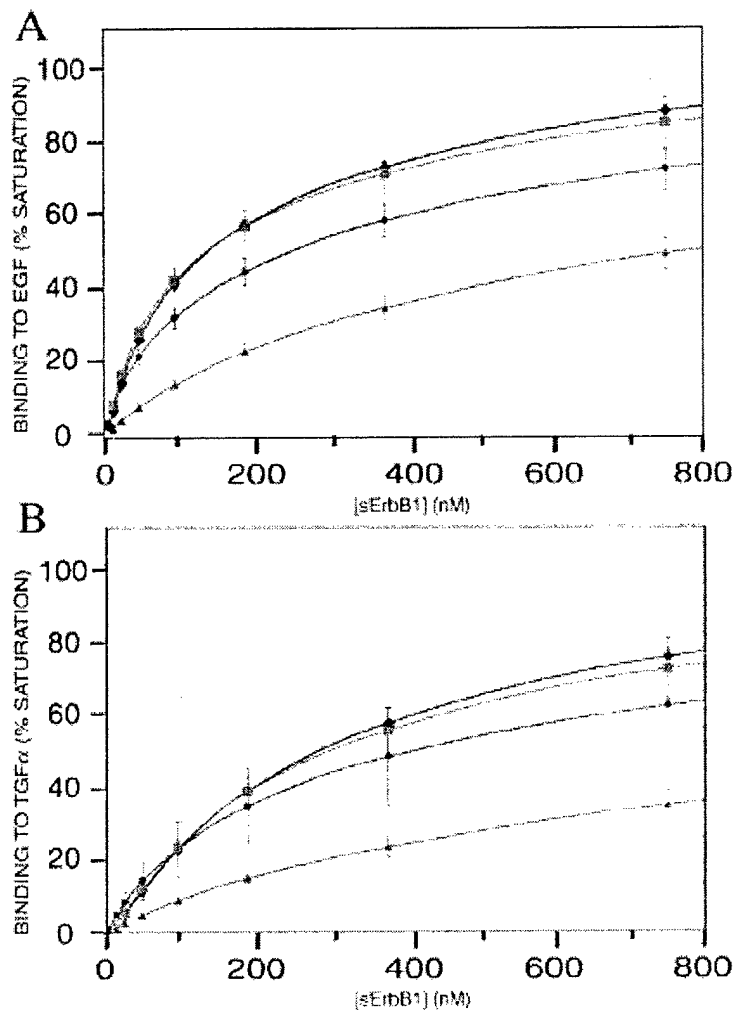 A
BINDING TO EGF (% SATURATION)
100
80
60
40
20
0
0 200 400 600 800
[sErbB1] (nM)
B
BINDING TO TGFα (% SATURATION)
100
80
60
40
20
0
0 200 400 600 800
[sErbB1] (nM)